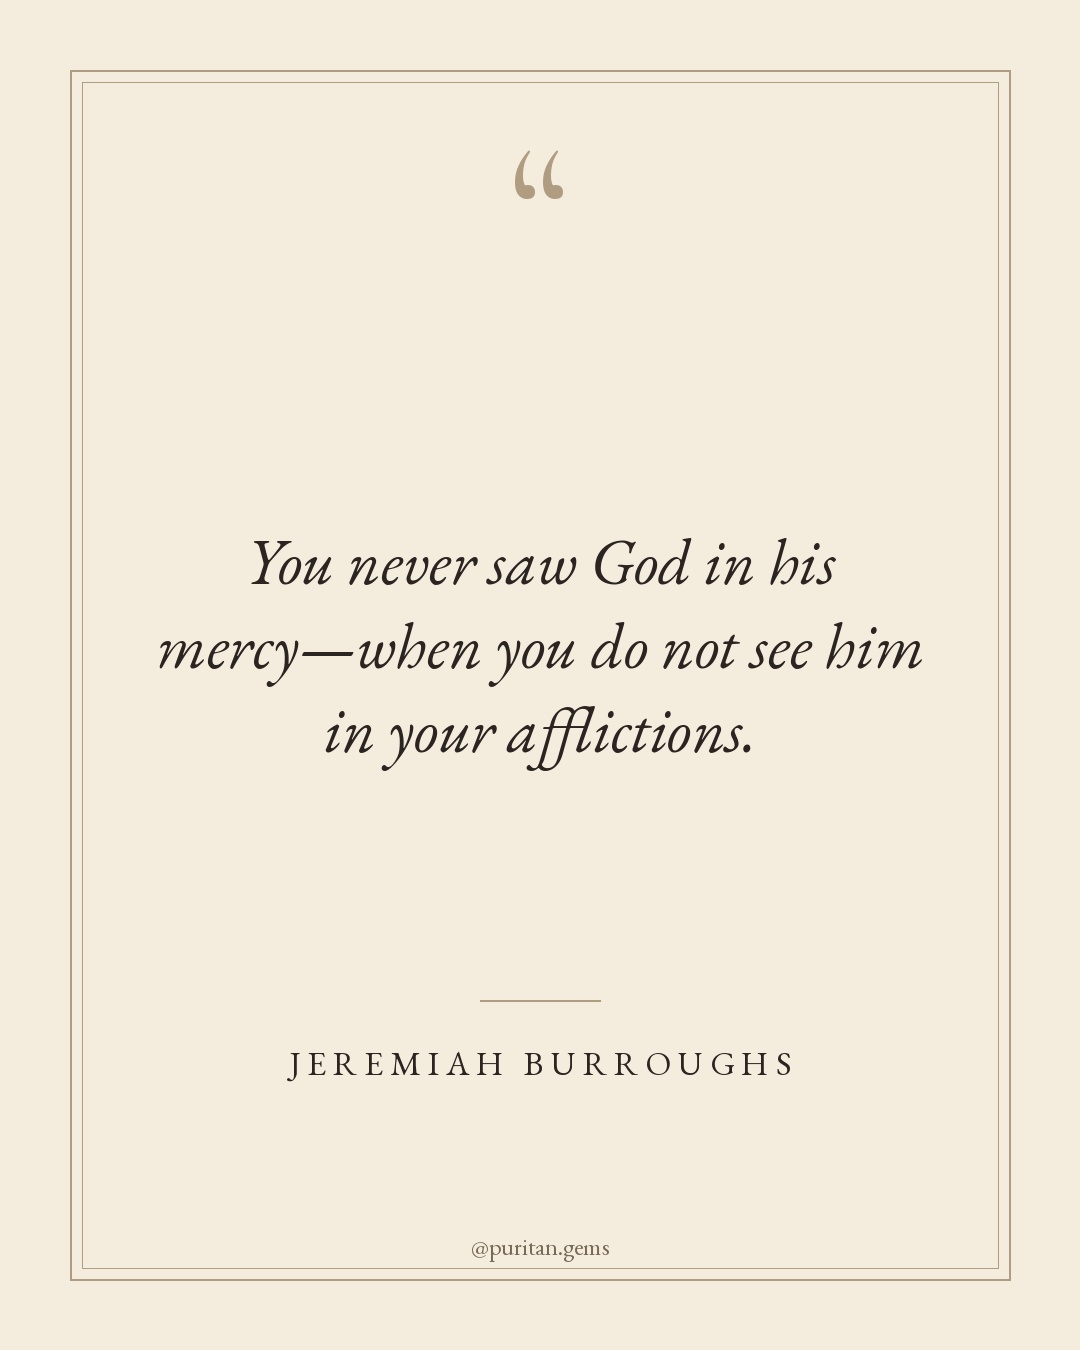 “
You never saw God in his
mercy—when you do not see him
in your afflictions.
JEREMIAH BURROUGHS
@puritan.gems